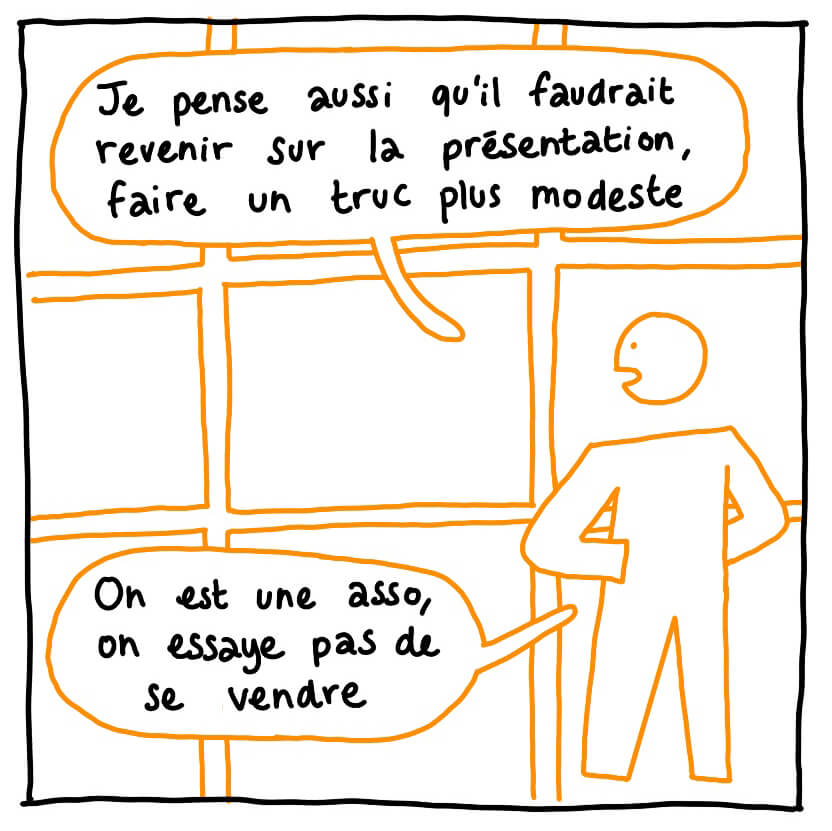 Je pense aussi qu'il faudrait
revenir sur la présentation,
faire un truc plus modeste
On est une asso,
on essaye pas de
se vendre